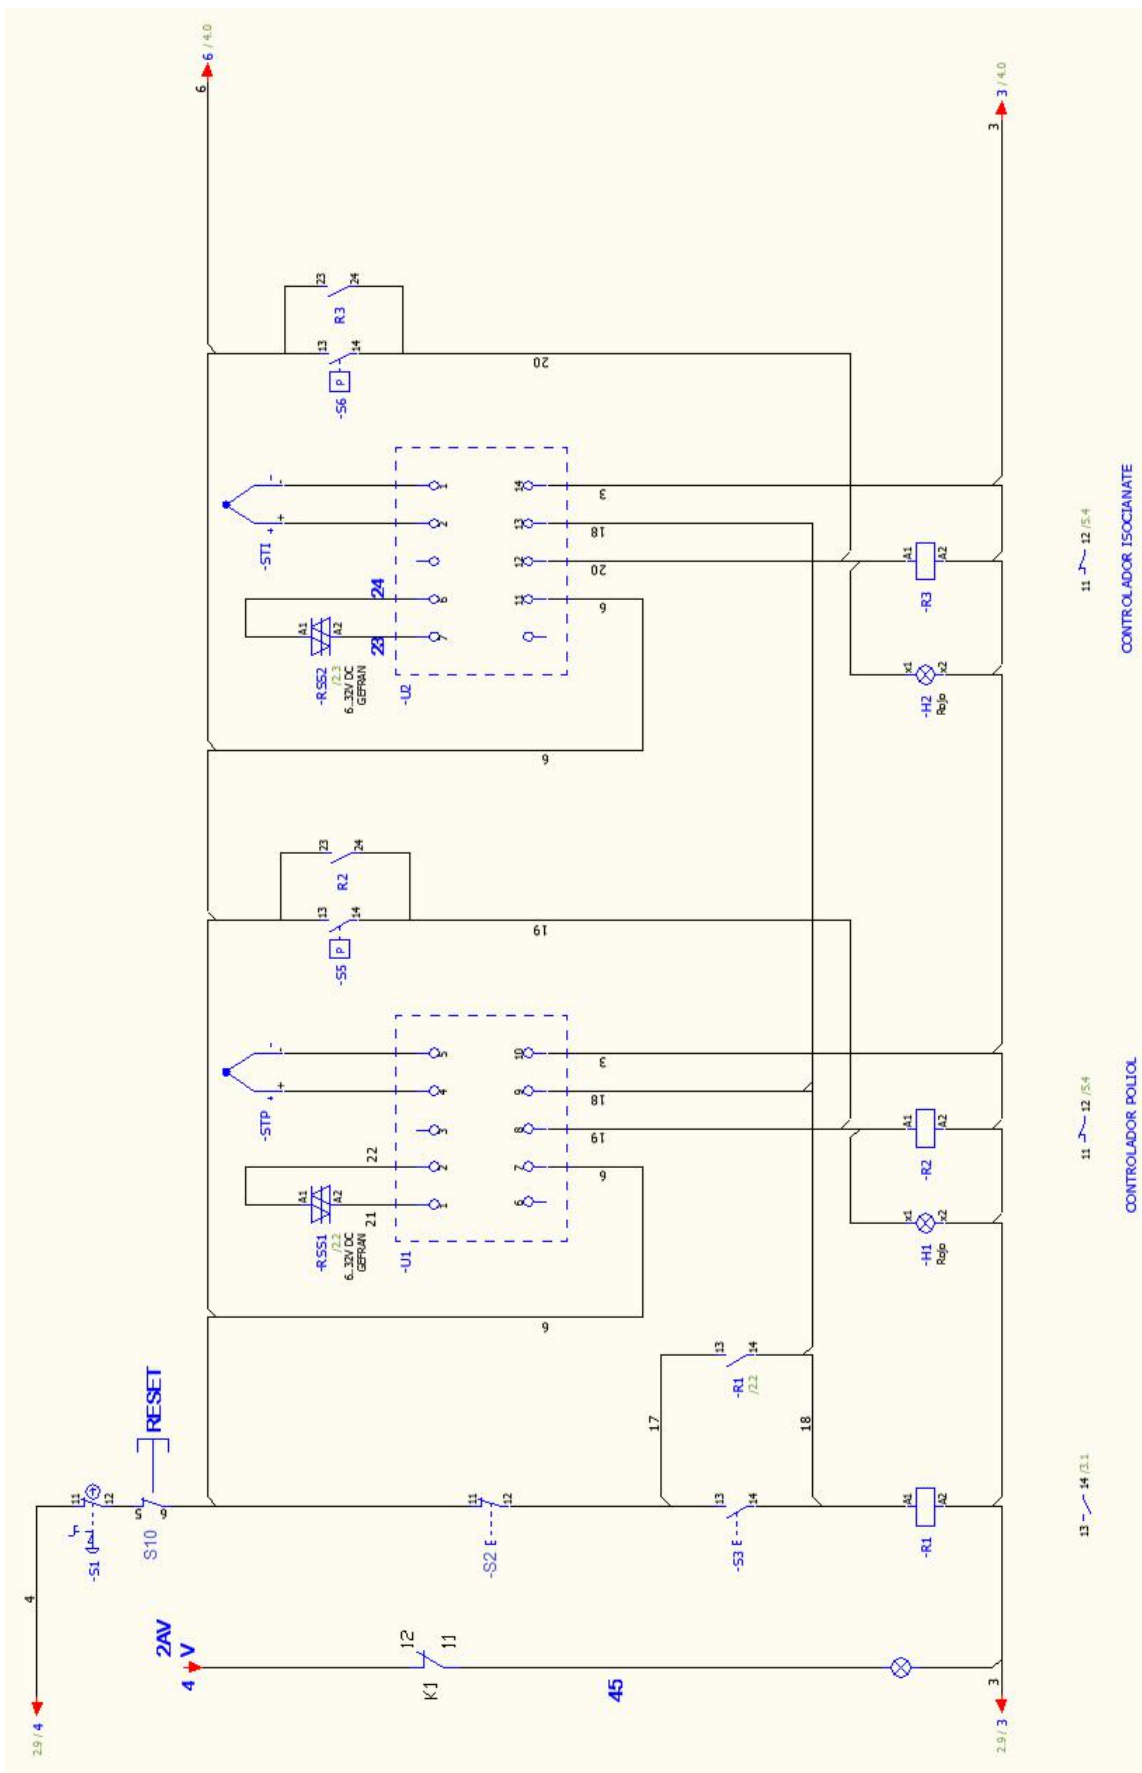 6 / 4.0
6
3 / 4.0
3
23
24
R3
13
14
-S6
P
20
-STI
+
-
+
-
1
2
6
7
24
23
A1
A2
-RSS2
/2.3
6..32V DC
GEFRAN
-U2
14
13
12
11
3
18
20
6
6
A1
A2
-R3
x1
x2
-H2
Rojo
11
12 /5.4
CONTROLADOR ISOCIANATE
23
24
R2
13
14
-S5
P
19
-STP
+
-
+
-
5
4
3
2
1
22
21
A1
A2
-RSS1
/2.2
6..32V DC
GEFRAN
-U1
10
9
8
7
6
3
18
19
6
6
A1
A2
-R2
x1
x2
-H1
Rojo
11
12 /5.4
CONTROLADOR POLIOL
RESET
11
12
-S1
5
6
S10
11
12
-S2 E
17
13
14
-R1
/2.2
18
13
14
-S3 E
A1
A2
-R1
13
14 /3.1
4
2AV
V
4
12
11
K1
45
3
2.9 / 4
2.9 / 3